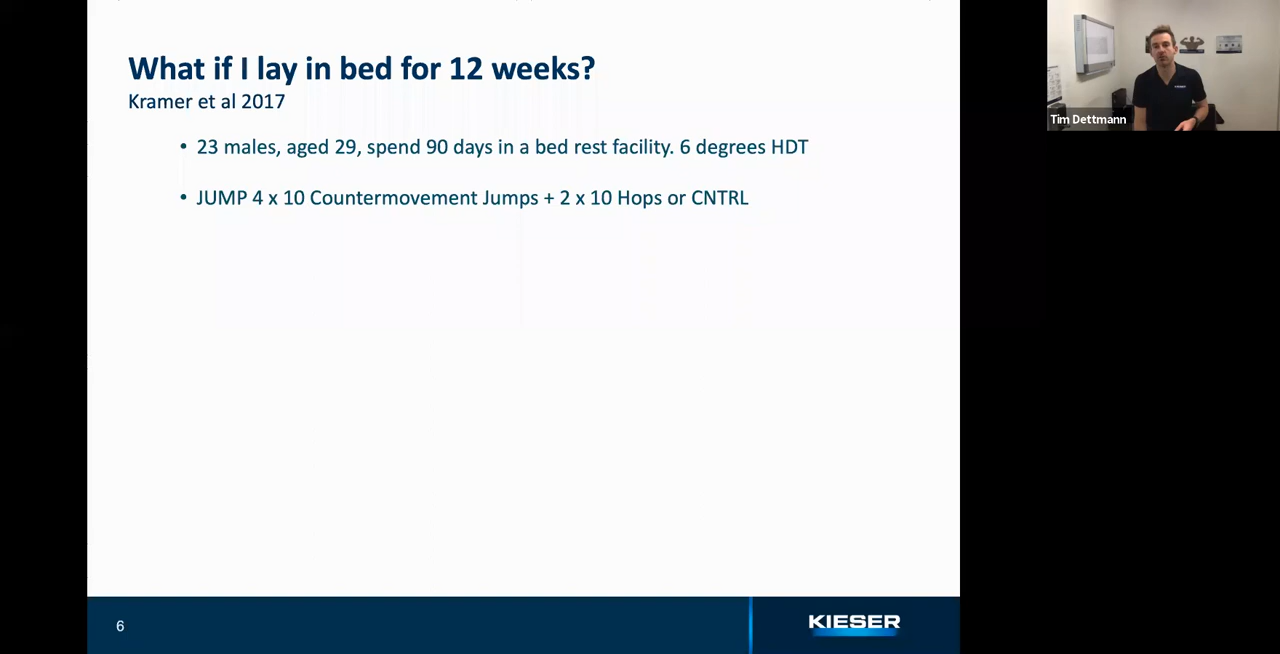 What if I lay in bed for 12 weeks?
Kramer et al 2017
• 23 males, aged 29, spend 90 days in a bed rest facility. 6 degrees HDT
• JUMP 4 x 10 Countermovement Jumps + 2 x 10 Hops or CNTRL
6
KIESER
Tim Dettmann